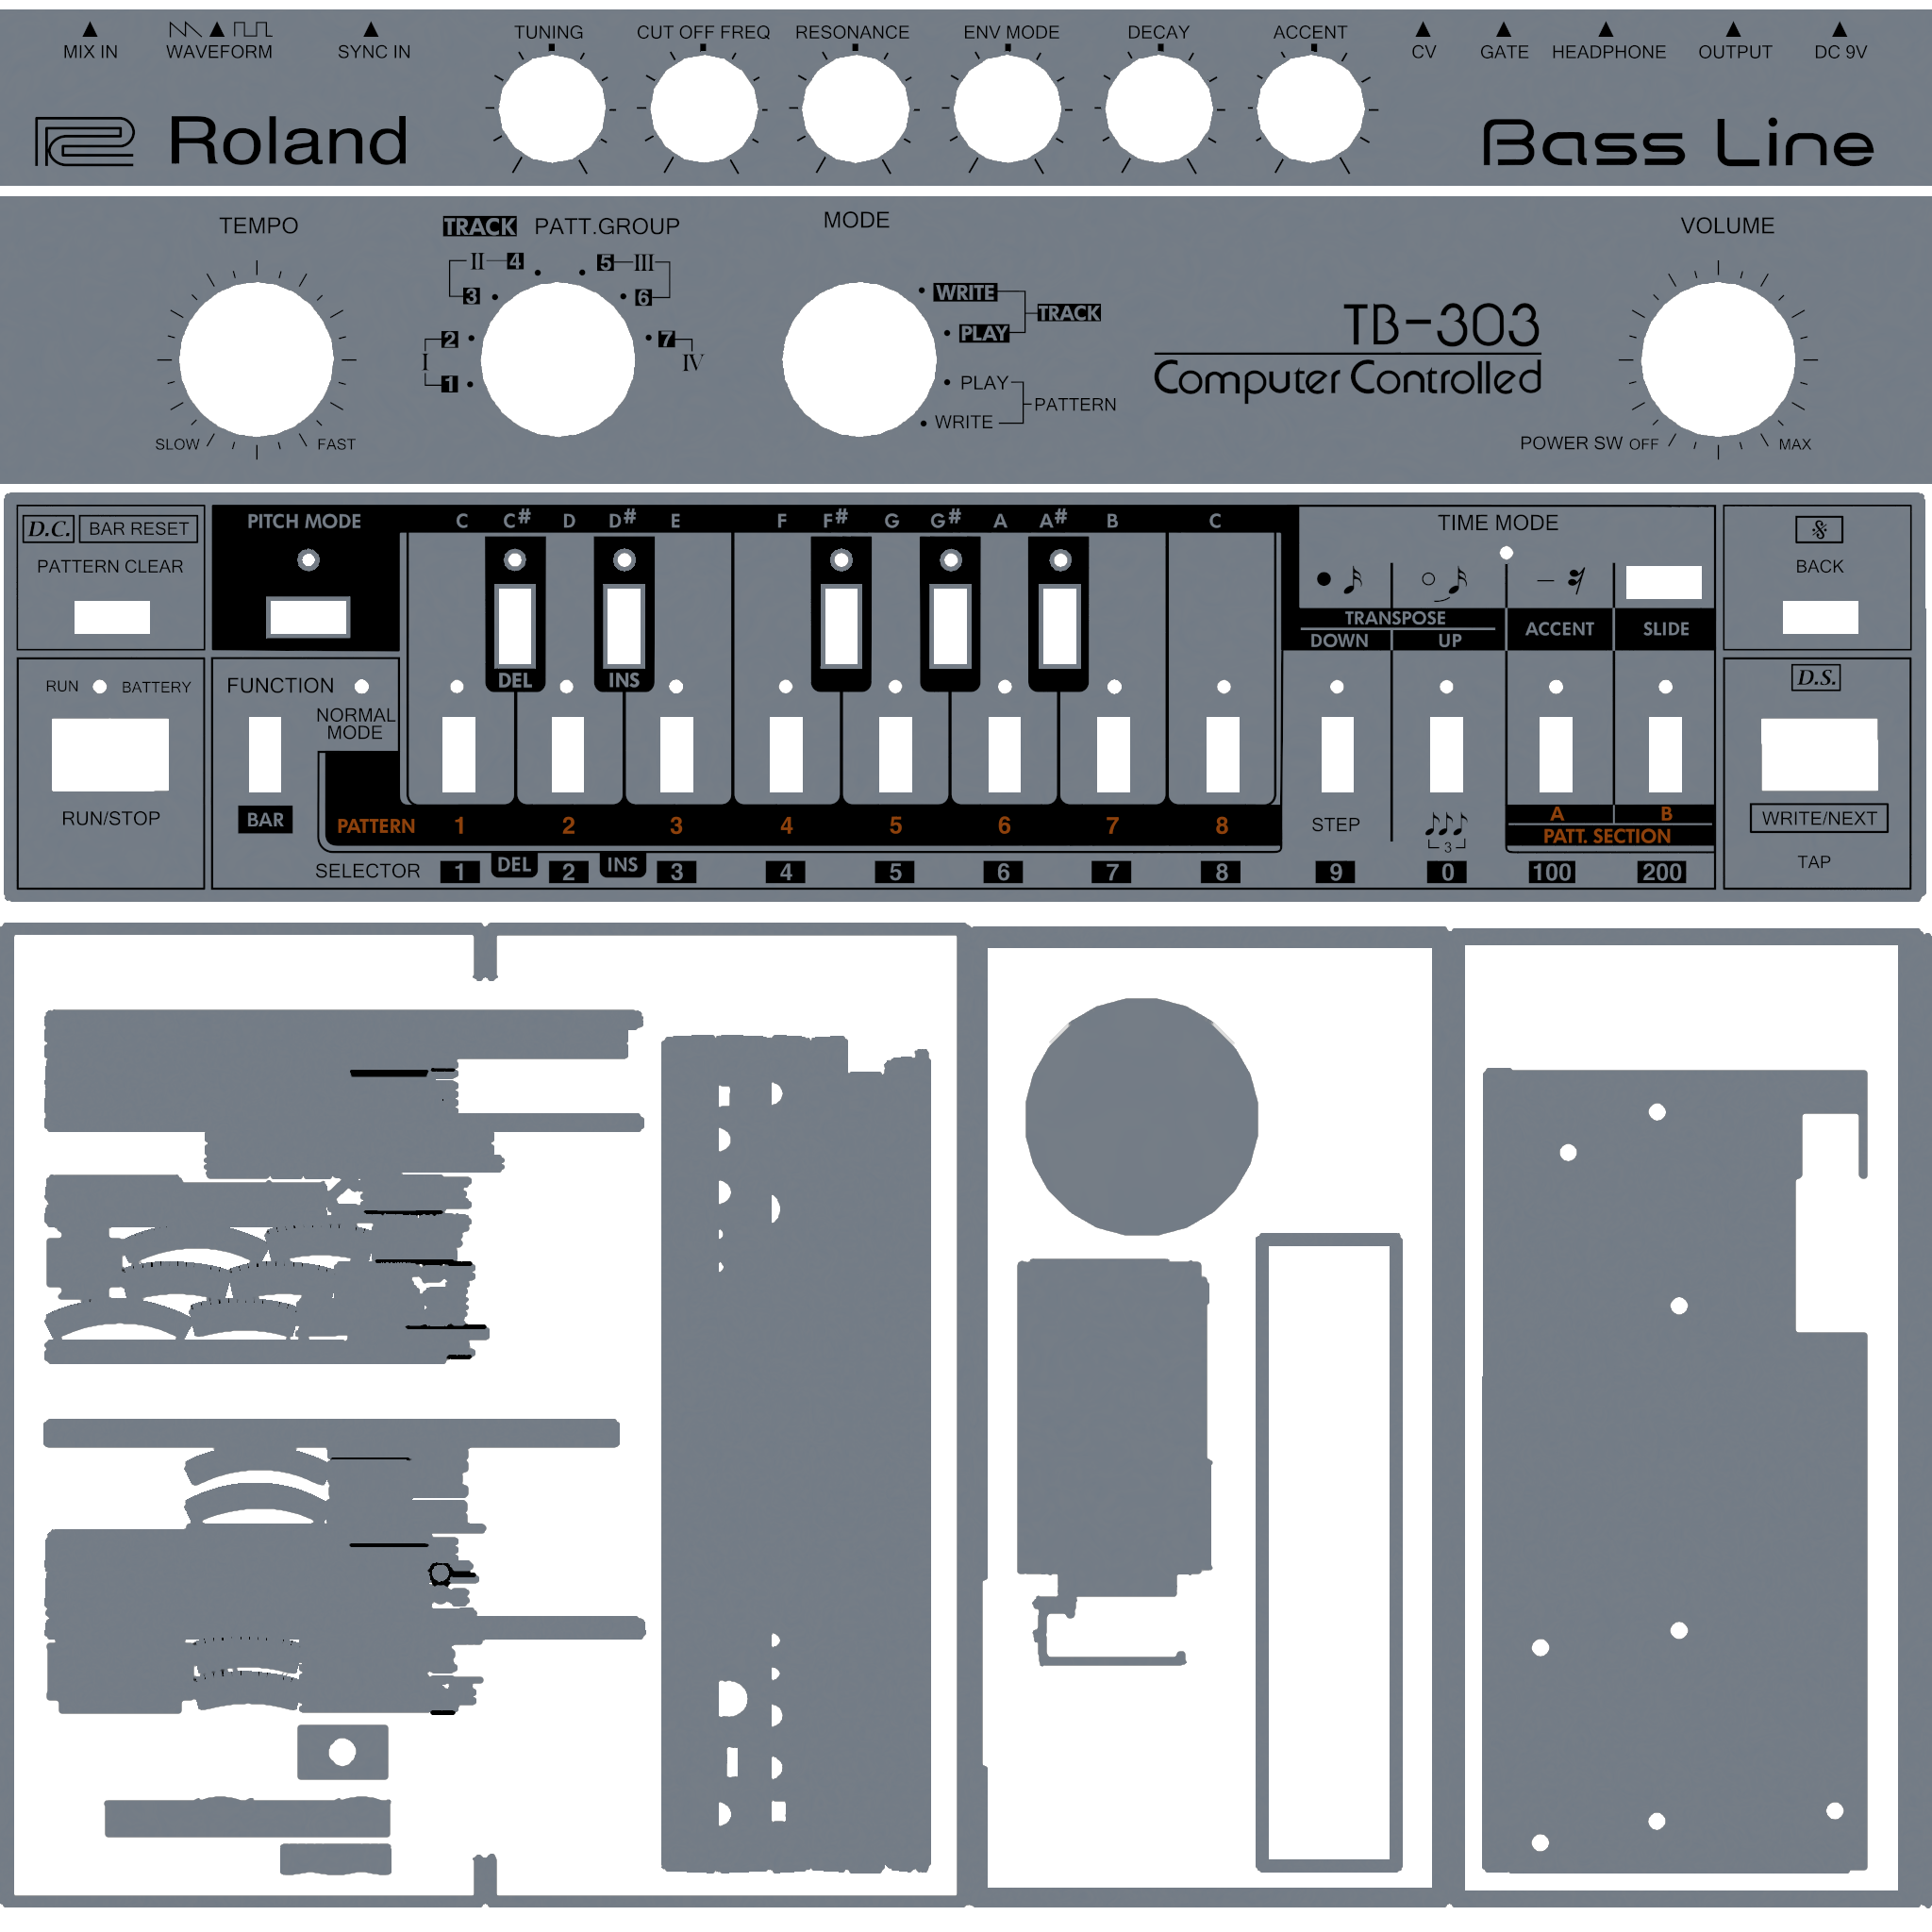 TUNING CUT OFF FREQ RESONANCE ENV MODE DECAY ACCENT
MIX IN WAVEFORM SYNC IN CV GATE HEADPHONE OUTPUT DC 9V
Roland Bass Line
TEMPO TRACK PATT.GROUP MODE VOLUME
II 4 5 III
3 6
WRITE
TRACK
PLAY
2 7
I IV
1
TB-303
Computer Controlled
PLAY
PATTERN
WRITE
SLOW FAST
POWER SW OFF MAX
D.C. BAR RESET PITCH MODE C C# D D# E F F# G G# A A# B C TIME MODE
PATTERN CLEAR BACK
TRANSPOSE
DOWN UP ACCENT SLIDE
DEL INS
RUN BATTERY FUNCTION D.S.
NORMAL
MODE
RUN/STOP BAR PATTERN 1 2 3 4 5 6 7 8 STEP A B WRITE/NEXT
3 PATT. SECTION
SELECTOR 1 DEL 2 INS 3 4 5 6 7 8 9 0 100 200 TAP